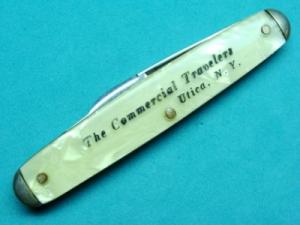 The Commercial Travelers
Utica, N. Y.